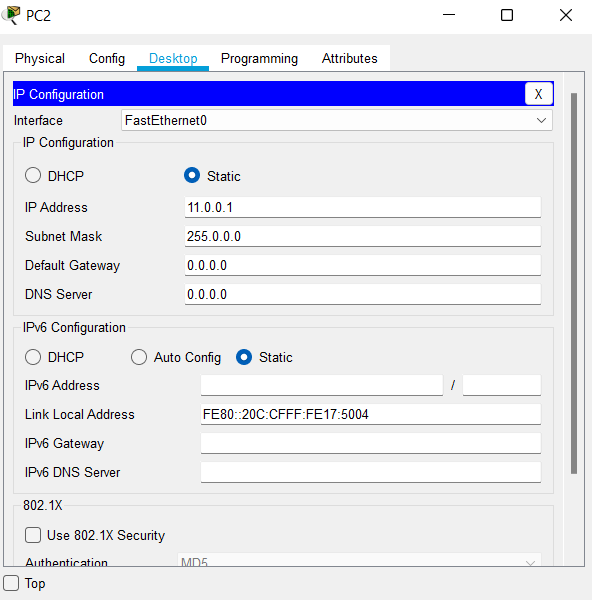 PC2
Physical Config Desktop Programming Attributes
IP Configuration X
Interface FastEthernet0
IP Configuration
DHCP Static
IP Address 11.0.0.1
Subnet Mask 255.0.0.0
Default Gateway 0.0.0.0
DNS Server 0.0.0.0
IPv6 Configuration
DHCP Auto Config Static
IPv6 Address /
Link Local Address FE80::20C:CFFF:FE17:5004
IPv6 Gateway
IPv6 DNS Server
802.1X
Use 802.1X Security
Authentication MD5
Top